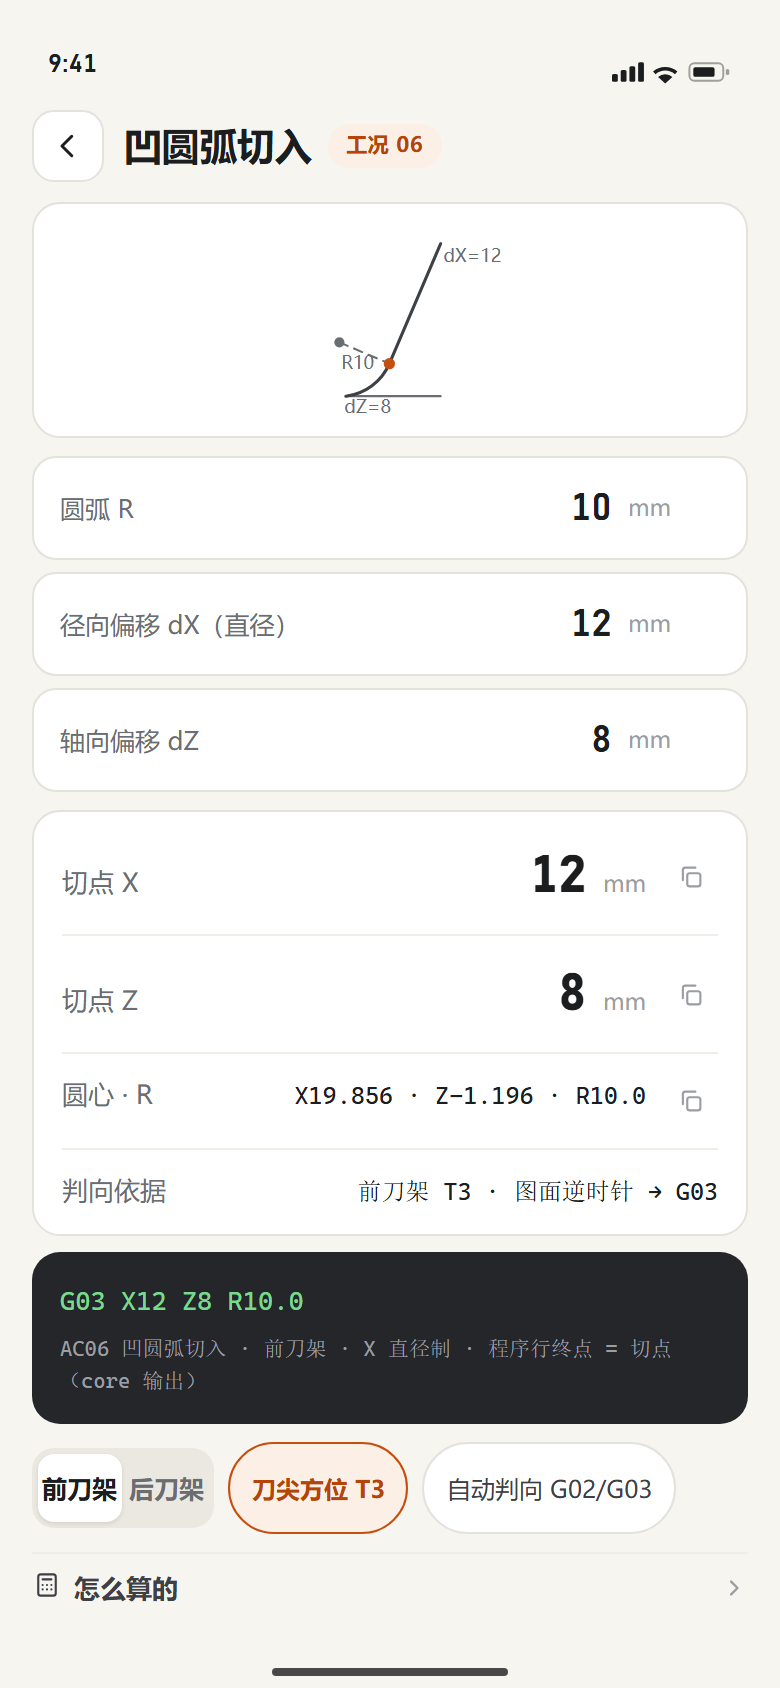 9:41
凹圆弧切入 工况 06
dX=12
R10
dZ=8
圆弧 R 10 mm
径向偏移 dX（直径） 12 mm
轴向偏移 dZ 8 mm
切点 X 12 mm
切点 Z 8 mm
圆心 · R X19.856 · Z−1.196 · R10.0
判向依据 前刀架 T3 · 图面逆时针 → G03
G03 X12 Z8 R10.0
AC06 凹圆弧切入 · 前刀架 · X 直径制 · 程序行终点 = 切点
（core 输出）
前刀架 后刀架 刀尖方位 T3 自动判向 G02/G03
怎么算的